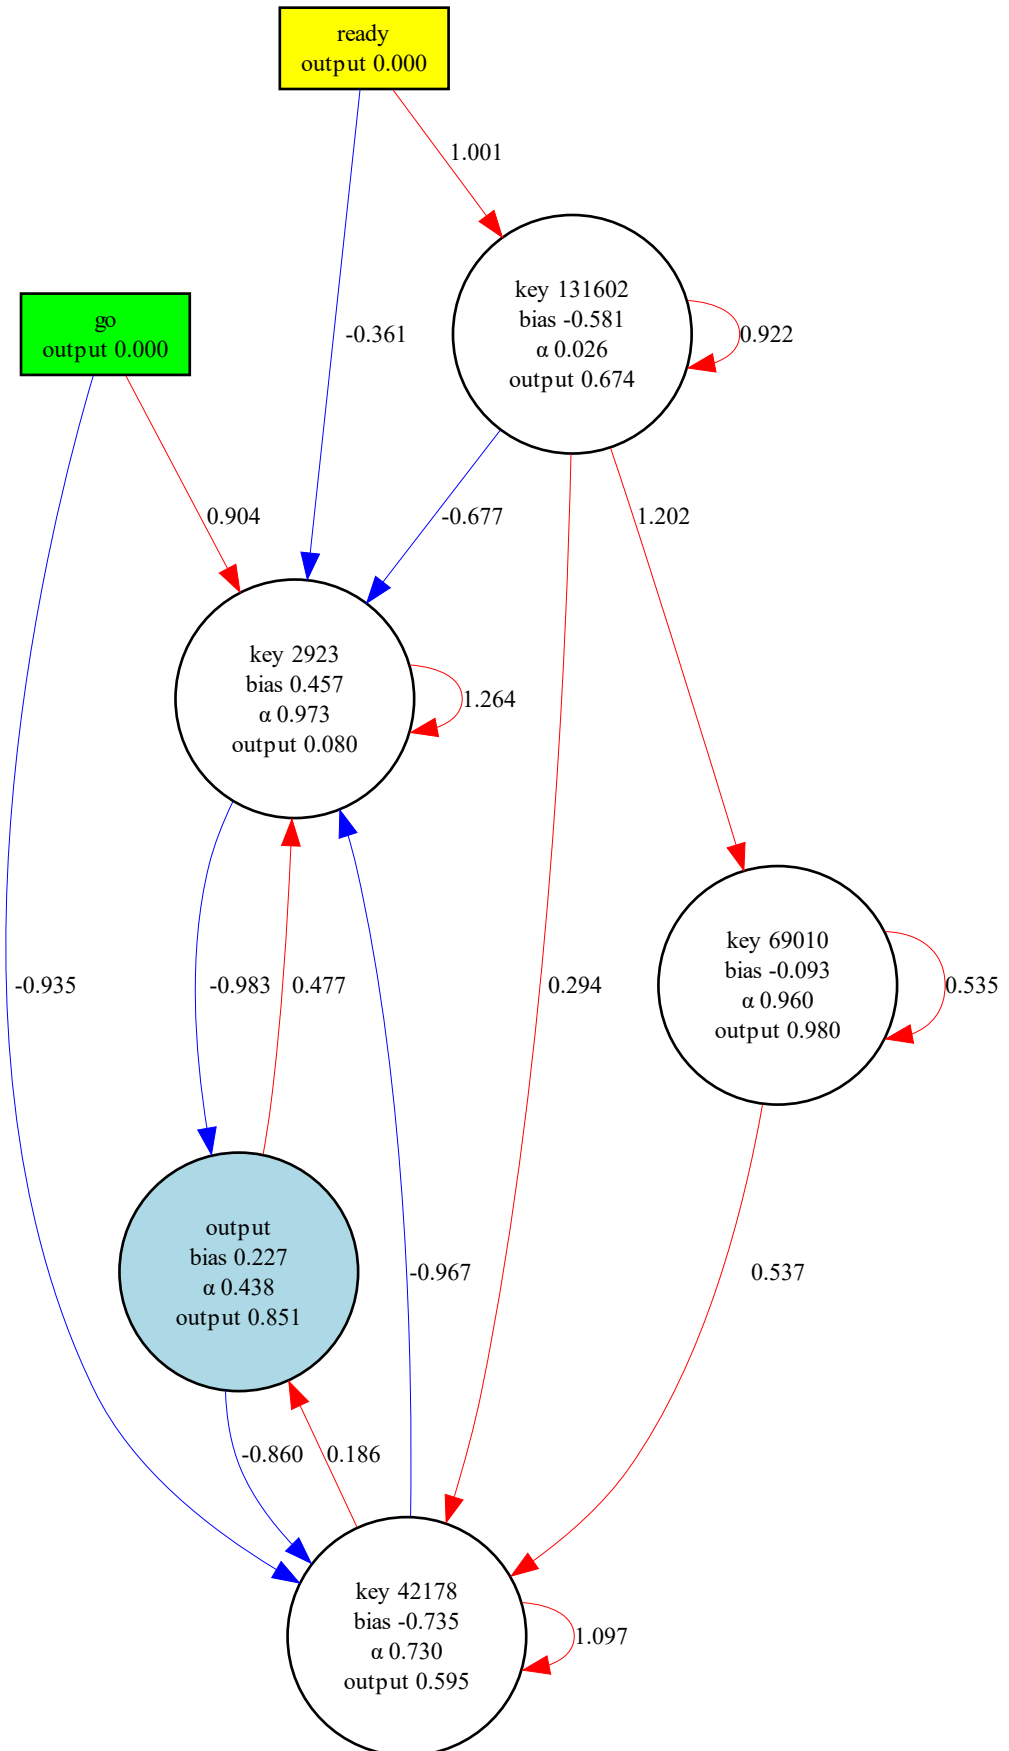 ready
output 0.000
1.001
key 131602
bias -0.581
α 0.026
output 0.674
0.922
go
output 0.000
-0.361
0.904
-0.677
1.202
key 2923
bias 0.457
α 0.973
output 0.080
1.264
key 69010
bias -0.093
α 0.960
output 0.980
-0.935
-0.983
0.477
0.294
0.535
output
bias 0.227
α 0.438
output 0.851
-0.967
0.537
-0.860
0.186
key 42178
bias -0.735
α 0.730
output 0.595
1.097